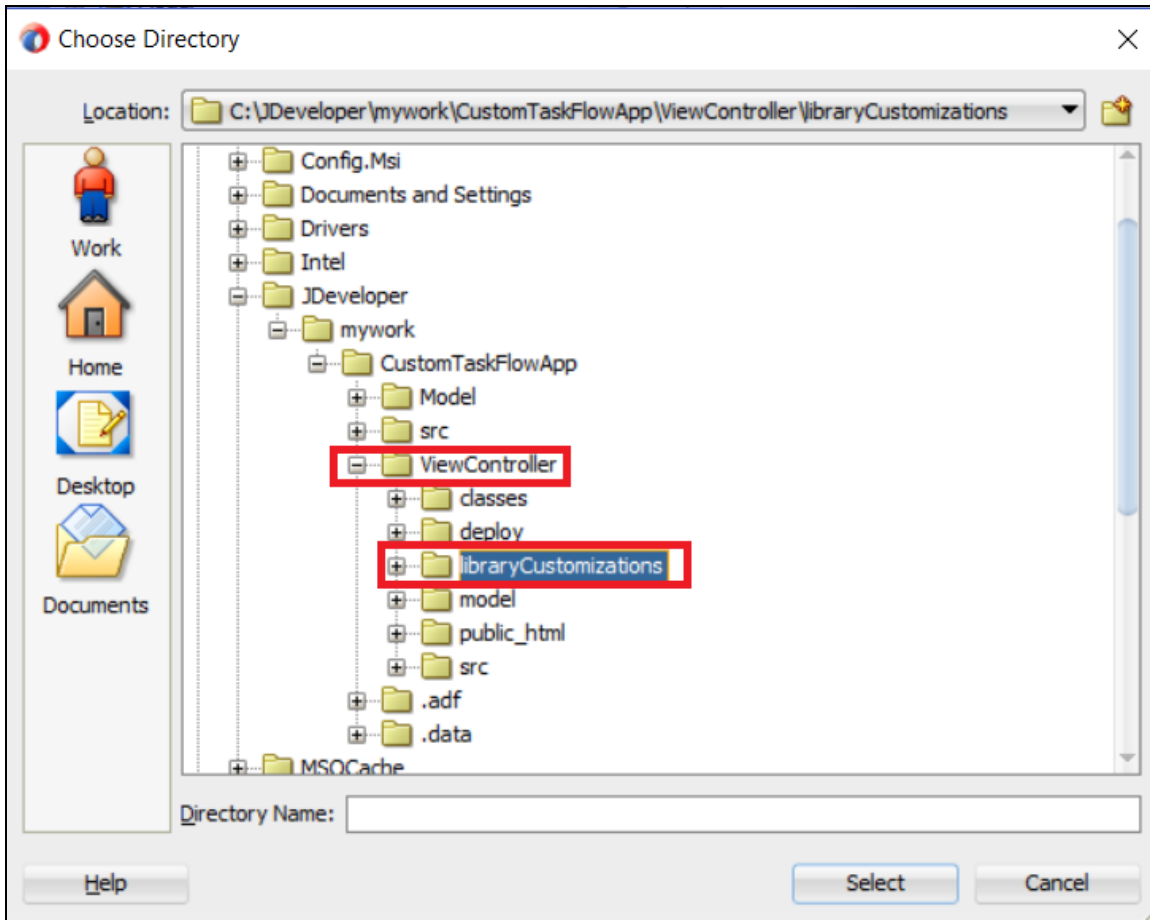 Choose Directory
Location: C:\JDeveloper\mywork\CustomTaskFlowApp\ViewController\libraryCustomizations
Work
Home
Desktop
Documents
Config.Msi
Documents and Settings
Drivers
Intel
JDeveloper
mywork
CustomTaskFlowApp
Model
src
ViewController
classes
deploy
libraryCustomizations
model
public_html
src
.adf
.data
MSOCache
Directory Name:
Help
Select
Cancel